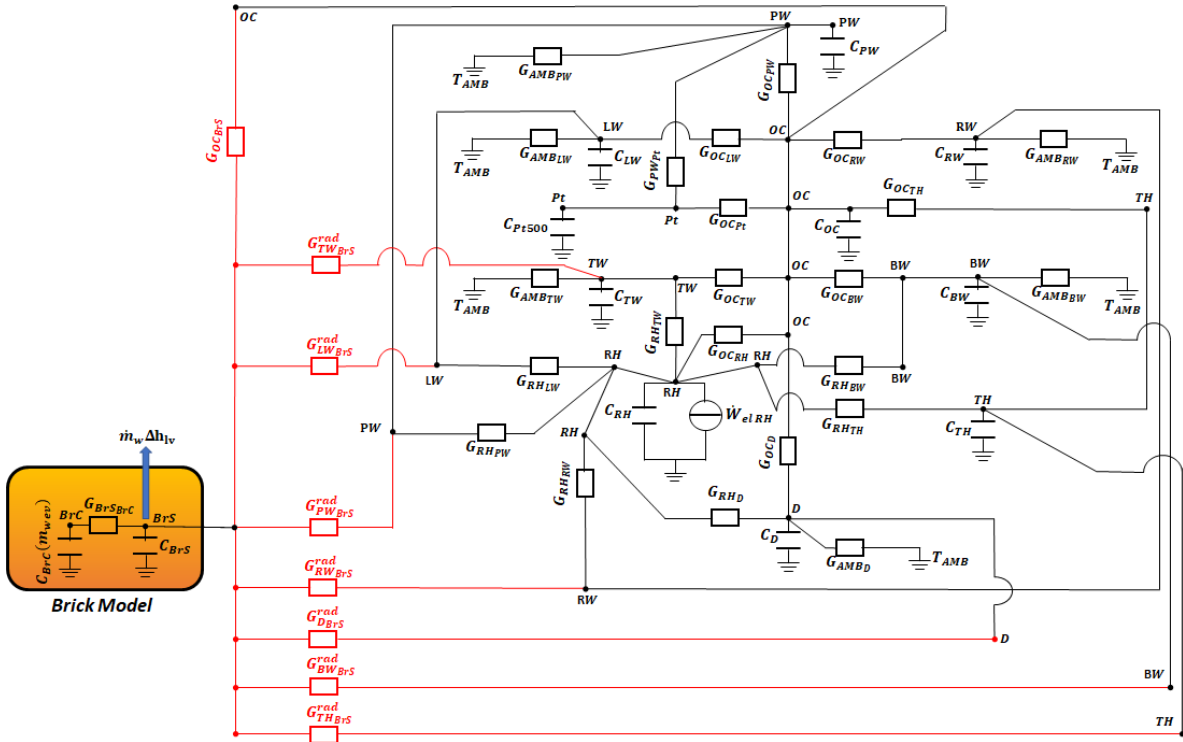 OC
PW
PW
C_PW
G_AMB_PW
T_AMB
G_OC_PW
G_OC_BrS
LW
OC
RW
G_AMB_LW
C_LW
G_OC_LW
G_OC_RW
C_RW
G_AMB_RW
T_AMB
T_AMB
G_PW_Pt
G_OC_TH
Pt
Pt
TH
C_Pt500
G_OC_Pt
C_OC
G^rad_TW_BrS
TW
TW
OC
BW
BW
G_AMB_TW
C_TW
G_OC_TW
G_OC_BW
C_BW
G_AMB_BW
T_AMB
T_AMB
G_RH_TW
OC
G_OC_RH
G^rad_LW_BrS
LW
G_RH_LW
RH
RH
RH
G_RH_BW
BW
C_RH
Ẇ_el RH
TH
G_RH_TH
C_TH
PW
G_RH_PW
RH
G_OC_D
ṁ_w Δh_lv
G_RH_RW
G_RH_D
D
G^rad_PW_BrS
C_D
G_AMB_D
T_AMB
BrC
G_BrS_BrC
BrS
C_BrC(m_wev)
C_BrS
Brick Model
G^rad_RW_BrS
RW
G^rad_D_BrS
D
G^rad_BW_BrS
BW
G^rad_TH_BrS
TH